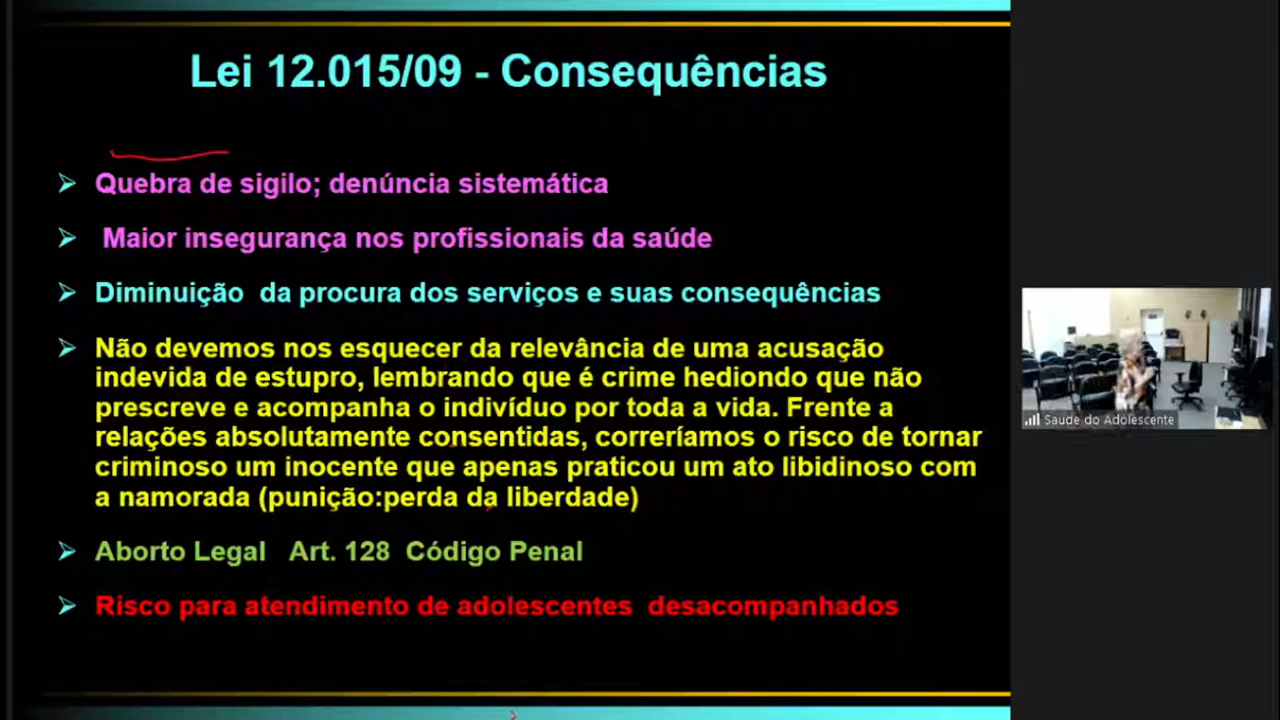 Lei 12.015/09 - Consequências
Quebra de sigilo; denúncia sistemática
Maior insegurança nos profissionais da saúde
Diminuição da procura dos serviços e suas consequências
Não devemos nos esquecer da relevância de uma acusação
indevida de estupro, lembrando que é crime hediondo que não
prescreve e acompanha o indivíduo por toda a vida. Frente a
relações absolutamente consentidas, correríamos o risco de tornar
criminoso um inocente que apenas praticou um ato libidinoso com
a namorada (punição:perda da liberdade)
Aborto Legal Art. 128 Código Penal
Risco para atendimento de adolescentes desacompanhados
Saude do Adolescente